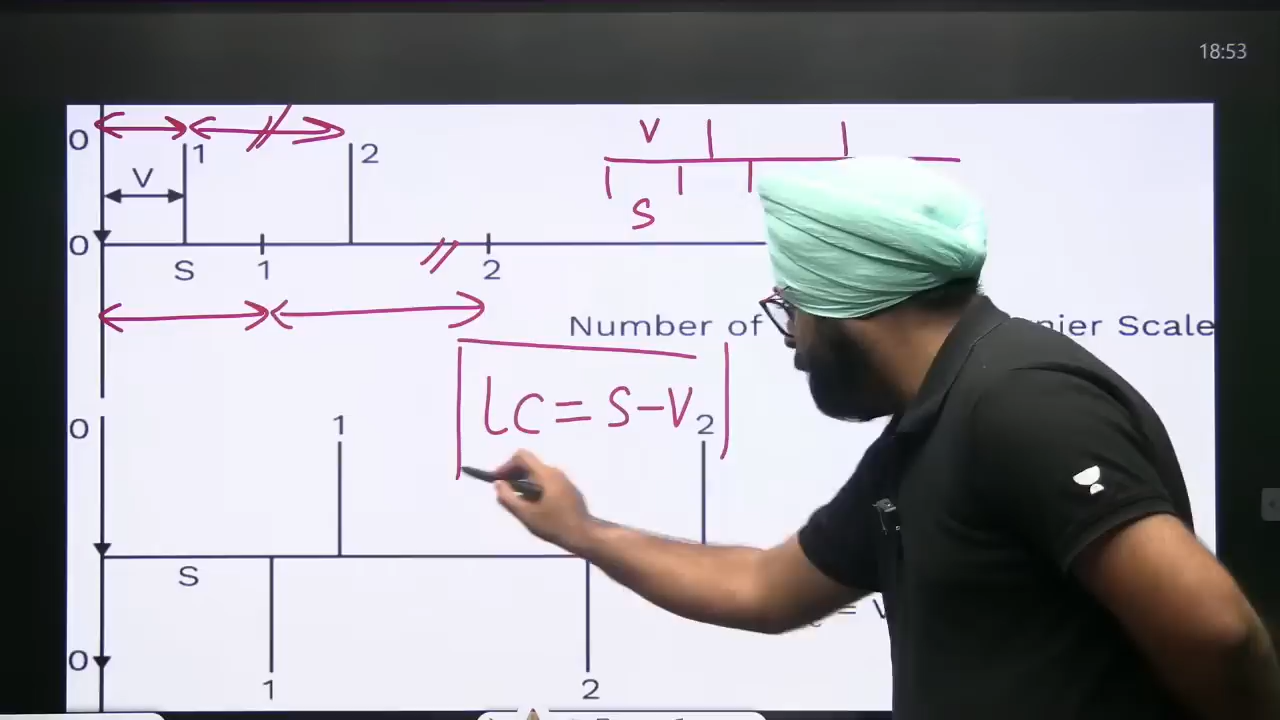 18:53
0 1 2
V
V
S
0
S 1 2
Number of nier Scale
LC = S-V
0 1 2
S
0
1 2